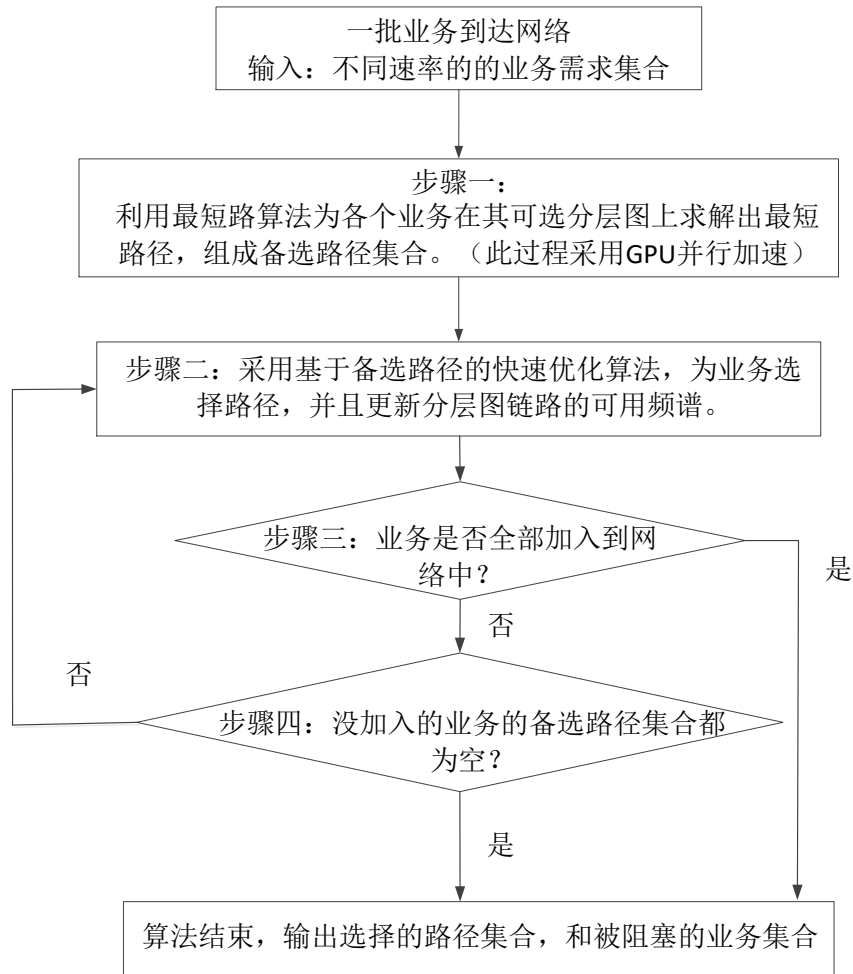 一批业务到达网络
输入：不同速率的的业务需求集合
步骤一：
利用最短路算法为各个业务在其可选分层图上求解出最短
路径，组成备选路径集合。（此过程采用GPU并行加速）
步骤二：采用基于备选路径的快速优化算法，为业务选
择路径，并且更新分层图链路的可用频谱。
步骤三：业务是否全部加入到网
络中？
是
否
否
步骤四：没加入的业务的备选路径集合都
为空？
是
算法结束，输出选择的路径集合，和被阻塞的业务集合